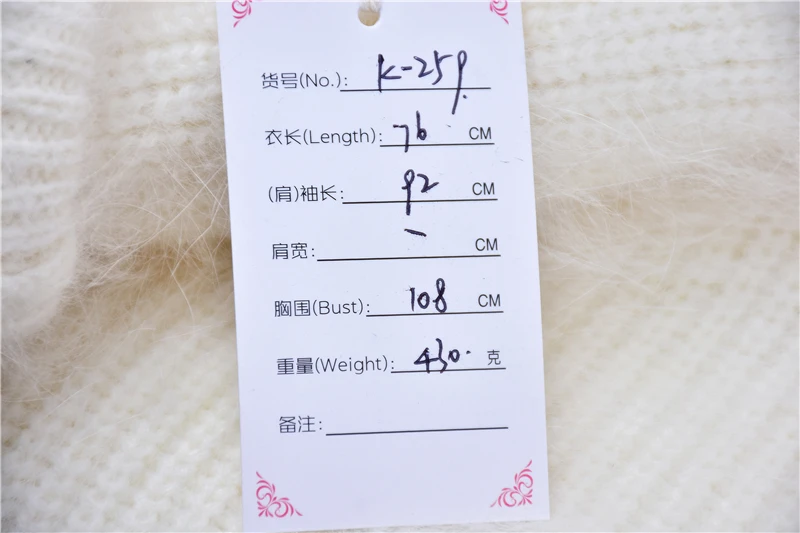 货号(No.): K-259
衣长(Length): 76 CM
(肩)袖长: 92 CM
肩宽: - CM
胸围(Bust): 108 CM
重量(Weight): 430. 克
备注: